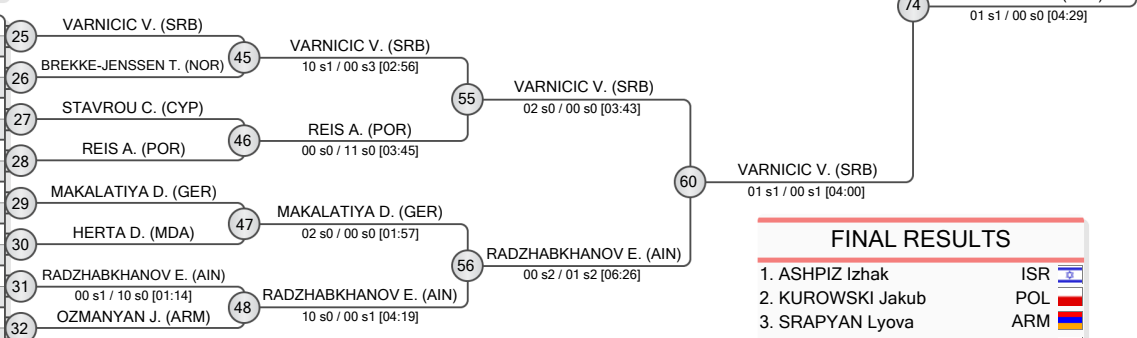 74
01 s1 / 00 s0 [04:29]
25
VARNICIC V. (SRB)
26
BREKKE-JENSSEN T. (NOR)
45
VARNICIC V. (SRB)
10 s1 / 00 s3 [02:56]
27
STAVROU C. (CYP)
28
REIS A. (POR)
46
REIS A. (POR)
00 s0 / 11 s0 [03:45]
55
VARNICIC V. (SRB)
02 s0 / 00 s0 [03:43]
29
MAKALATIYA D. (GER)
30
HERTA D. (MDA)
47
MAKALATIYA D. (GER)
02 s0 / 00 s0 [01:57]
31
RADZHABKHANOV E. (AIN)
00 s1 / 10 s0 [01:14]
32
OZMANYAN J. (ARM)
48
RADZHABKHANOV E. (AIN)
10 s0 / 00 s1 [04:19]
56
RADZHABKHANOV E. (AIN)
00 s2 / 01 s2 [06:26]
60
VARNICIC V. (SRB)
01 s1 / 00 s1 [04:00]
FINAL RESULTS
1. ASHPIZ Izhak ISR
2. KUROWSKI Jakub POL
3. SRAPYAN Lyova ARM